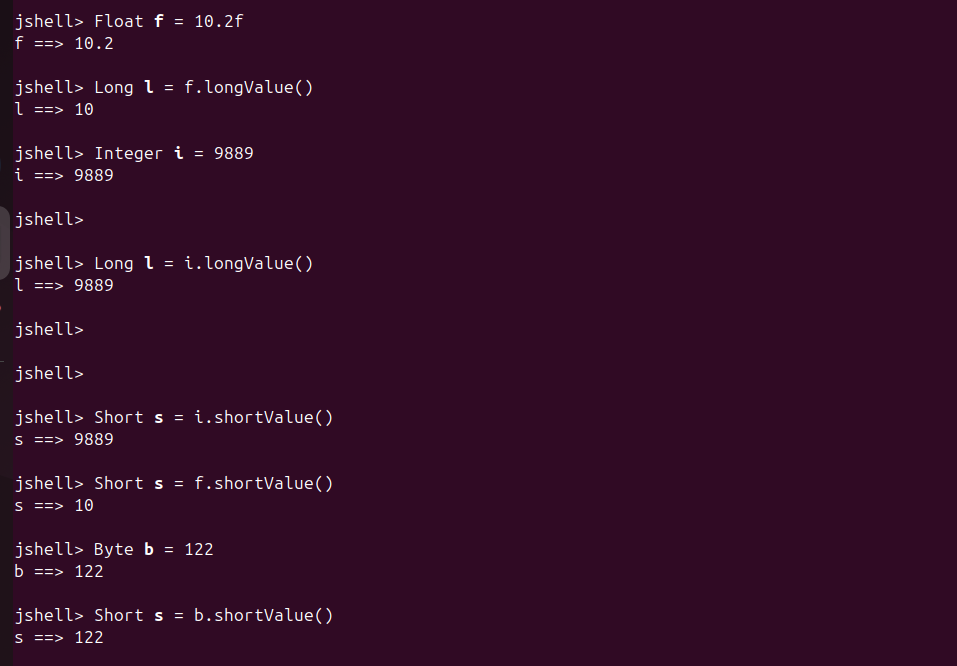 jshell> Float f = 10.2f
f ==> 10.2
jshell> Long l = f.longValue()
l ==> 10
jshell> Integer i = 9889
i ==> 9889
jshell>
jshell> Long l = i.longValue()
l ==> 9889
jshell>
jshell>
jshell> Short s = i.shortValue()
s ==> 9889
jshell> Short s = f.shortValue()
s ==> 10
jshell> Byte b = 122
b ==> 122
jshell> Short s = b.shortValue()
s ==> 122